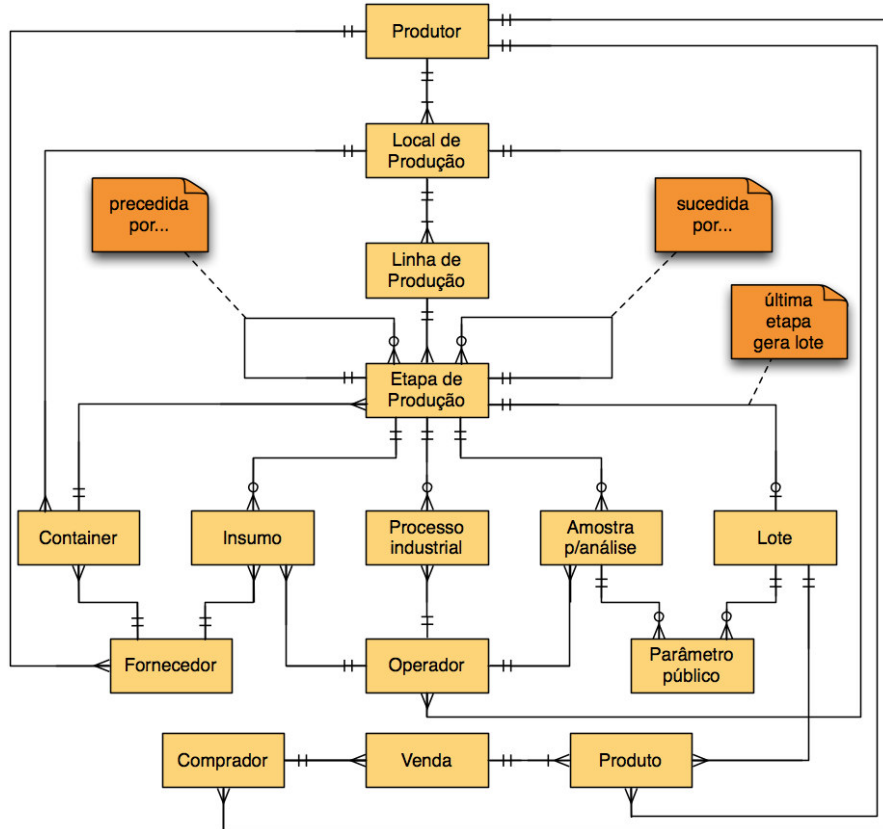 Produtor
Local de
Produção
precedida
por...
sucedida
por...
Linha de
Produção
última
etapa
gera lote
Etapa de
Produção
Container
Insumo
Processo
industrial
Amostra
p/análise
Lote
Fornecedor
Operador
Parâmetro
público
Comprador
Venda
Produto